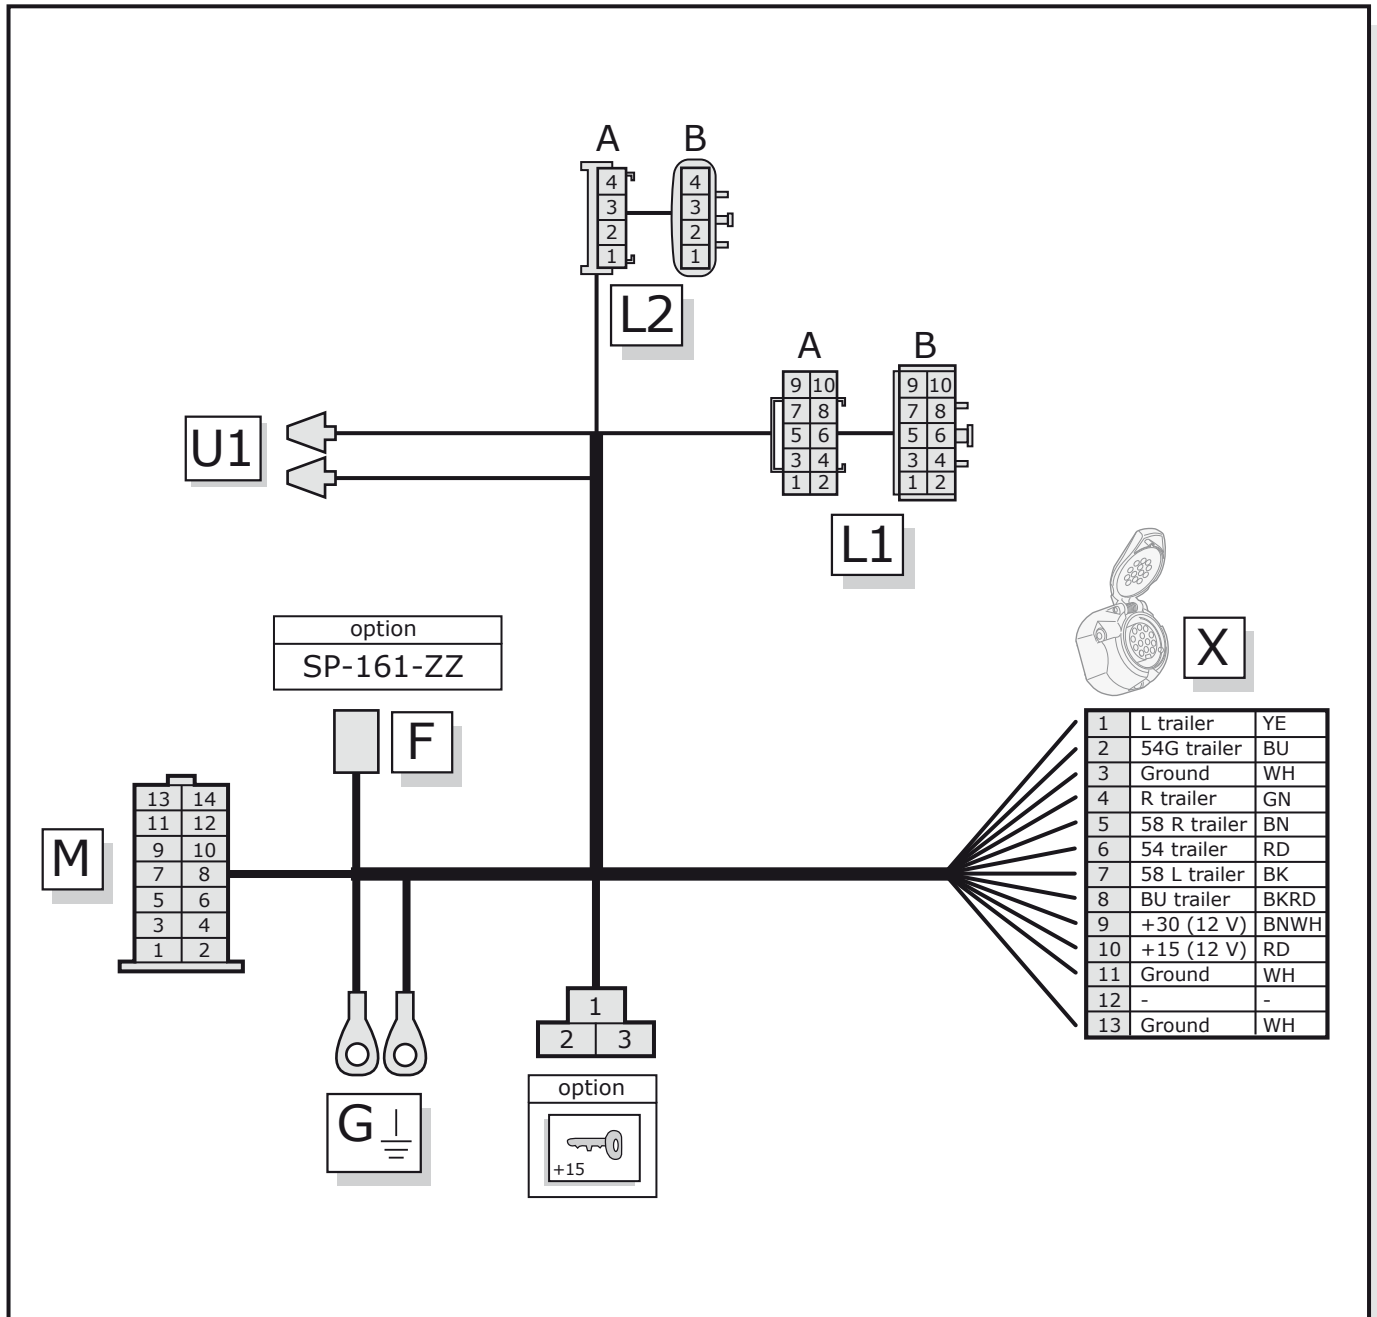 A B
4 4
3 3
2 2
1 1
L2
A B
9 10 9 10
7 8 7 8
5 6 5 6
3 4 3 4
1 2 1 2
U1
L1
option
SP-161-ZZ
X
F
1 L trailer YE
2 54G trailer BU
3 Ground WH
4 R trailer GN
5 58 R trailer BN
6 54 trailer RD
7 58 L trailer BK
8 BU trailer BKRD
9 +30 (12 V) BNWH
10 +15 (12 V) RD
11 Ground WH
12 - -
13 Ground WH
M
13 14
11 12
9 10
7 8
5 6
3 4
1 2
1
2 3
G
option
+15